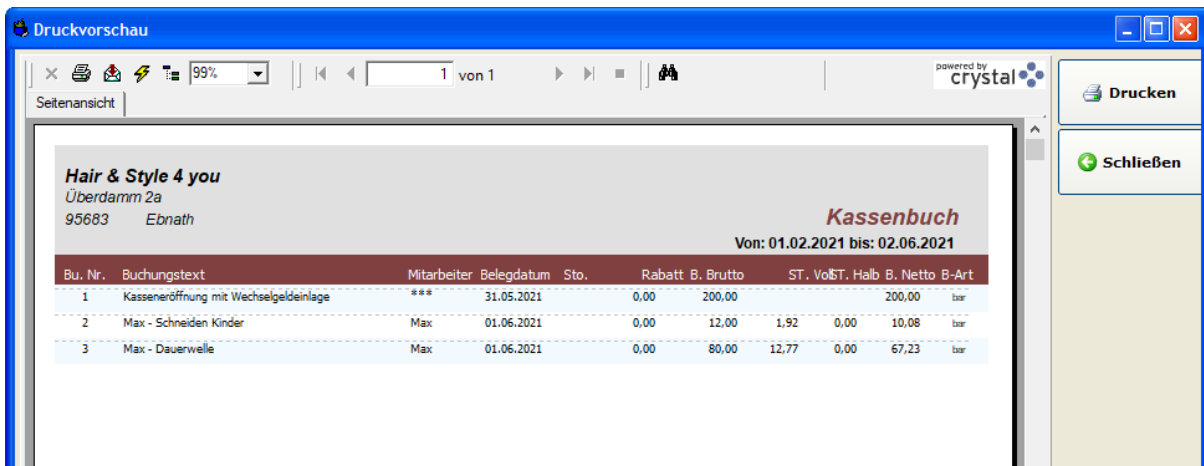 Druckvorschau
99% 1 von 1 powered by crystal
Drucken
Seitenansicht
Schließen
Hair & Style 4 you
Überdamm 2a
95683 Ebnath
Kassenbuch
Von: 01.02.2021 bis: 02.06.2021
Bu. Nr. Buchungstext Mitarbeiter Belegdatum Sto. Rabatt B. Brutto ST. Voll ST. Halb B. Netto B-Art
1 Kasseneröffnung mit Wechselgeldeinlage *** 31.05.2021 0,00 200,00 200,00 bar
2 Max - Schneiden Kinder Max 01.06.2021 0,00 12,00 1,92 0,00 10,08 bar
3 Max - Dauerwelle Max 01.06.2021 0,00 80,00 12,77 0,00 67,23 bar